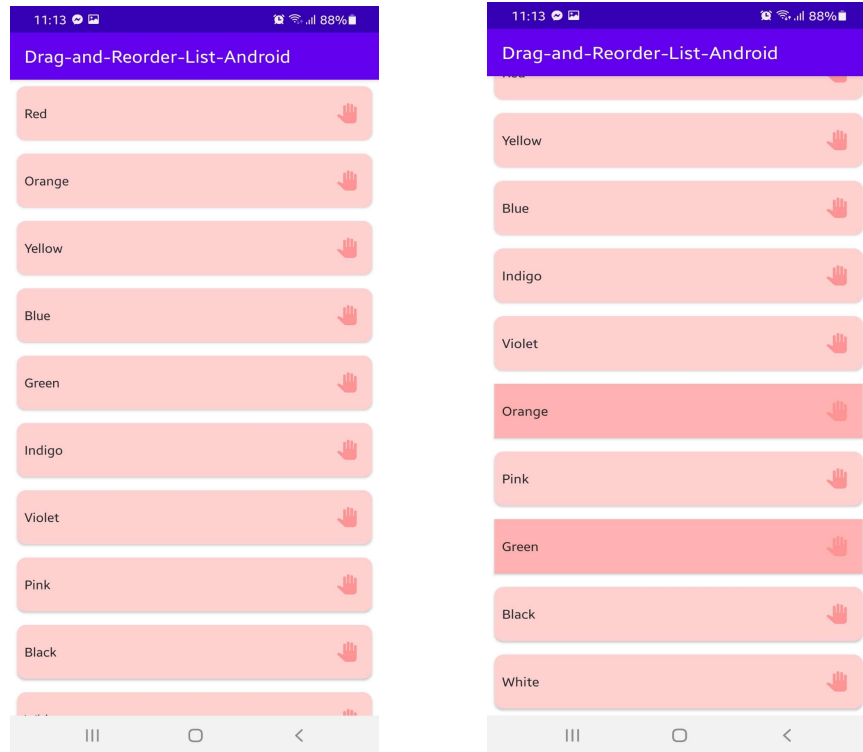 11:13
88%
Drag-and-Reorder-List-Android
Red
Orange
Yellow
Blue
Green
Indigo
Violet
Pink
Black
11:13
88%
Drag-and-Reorder-List-Android
Yellow
Blue
Indigo
Violet
Orange
Pink
Green
Black
White